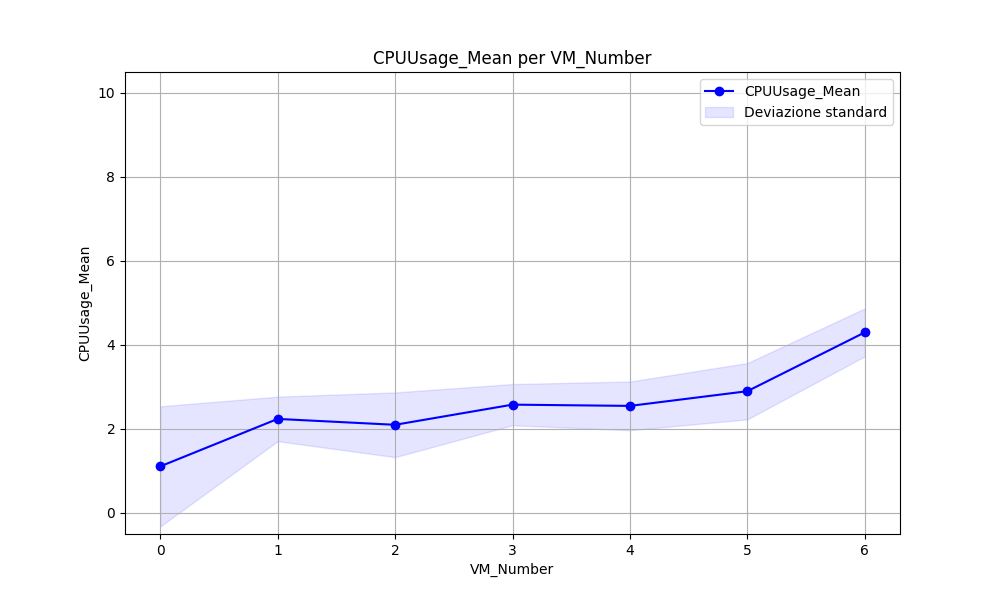 CPUUsage_Mean per VM_Number
CPUUsage_Mean
Deviazione standard
10
8
6
4
2
0
CPUUsage_Mean
0 1 2 3 4 5 6
VM_Number